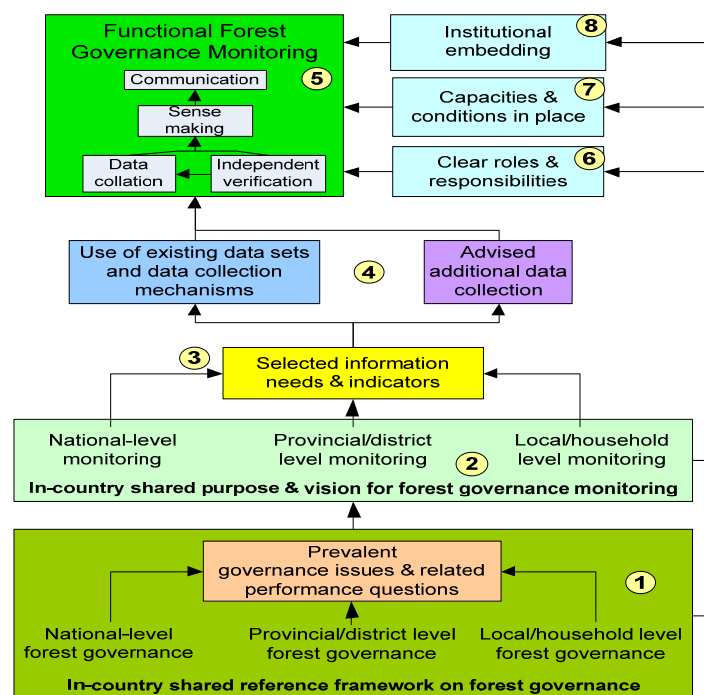 Functional Forest
Governance Monitoring
5
Communication
Sense
making
Data
collation
Independent
verification
Institutional
embedding
8
Capacities &
conditions in place
7
Clear roles &
responsibilities
6
Use of existing data sets
and data collection
mechanisms
4
Advised
additional data
collection
3
Selected information
needs & indicators
National-level
monitoring
Provincial/district
level monitoring
Local/household
level monitoring
2
In-country shared purpose & vision for forest governance monitoring
Prevalent
governance issues & related
performance questions
1
National-level
forest governance
Provincial/district level
forest governance
Local/household level
forest governance
In-country shared reference framework on forest governance